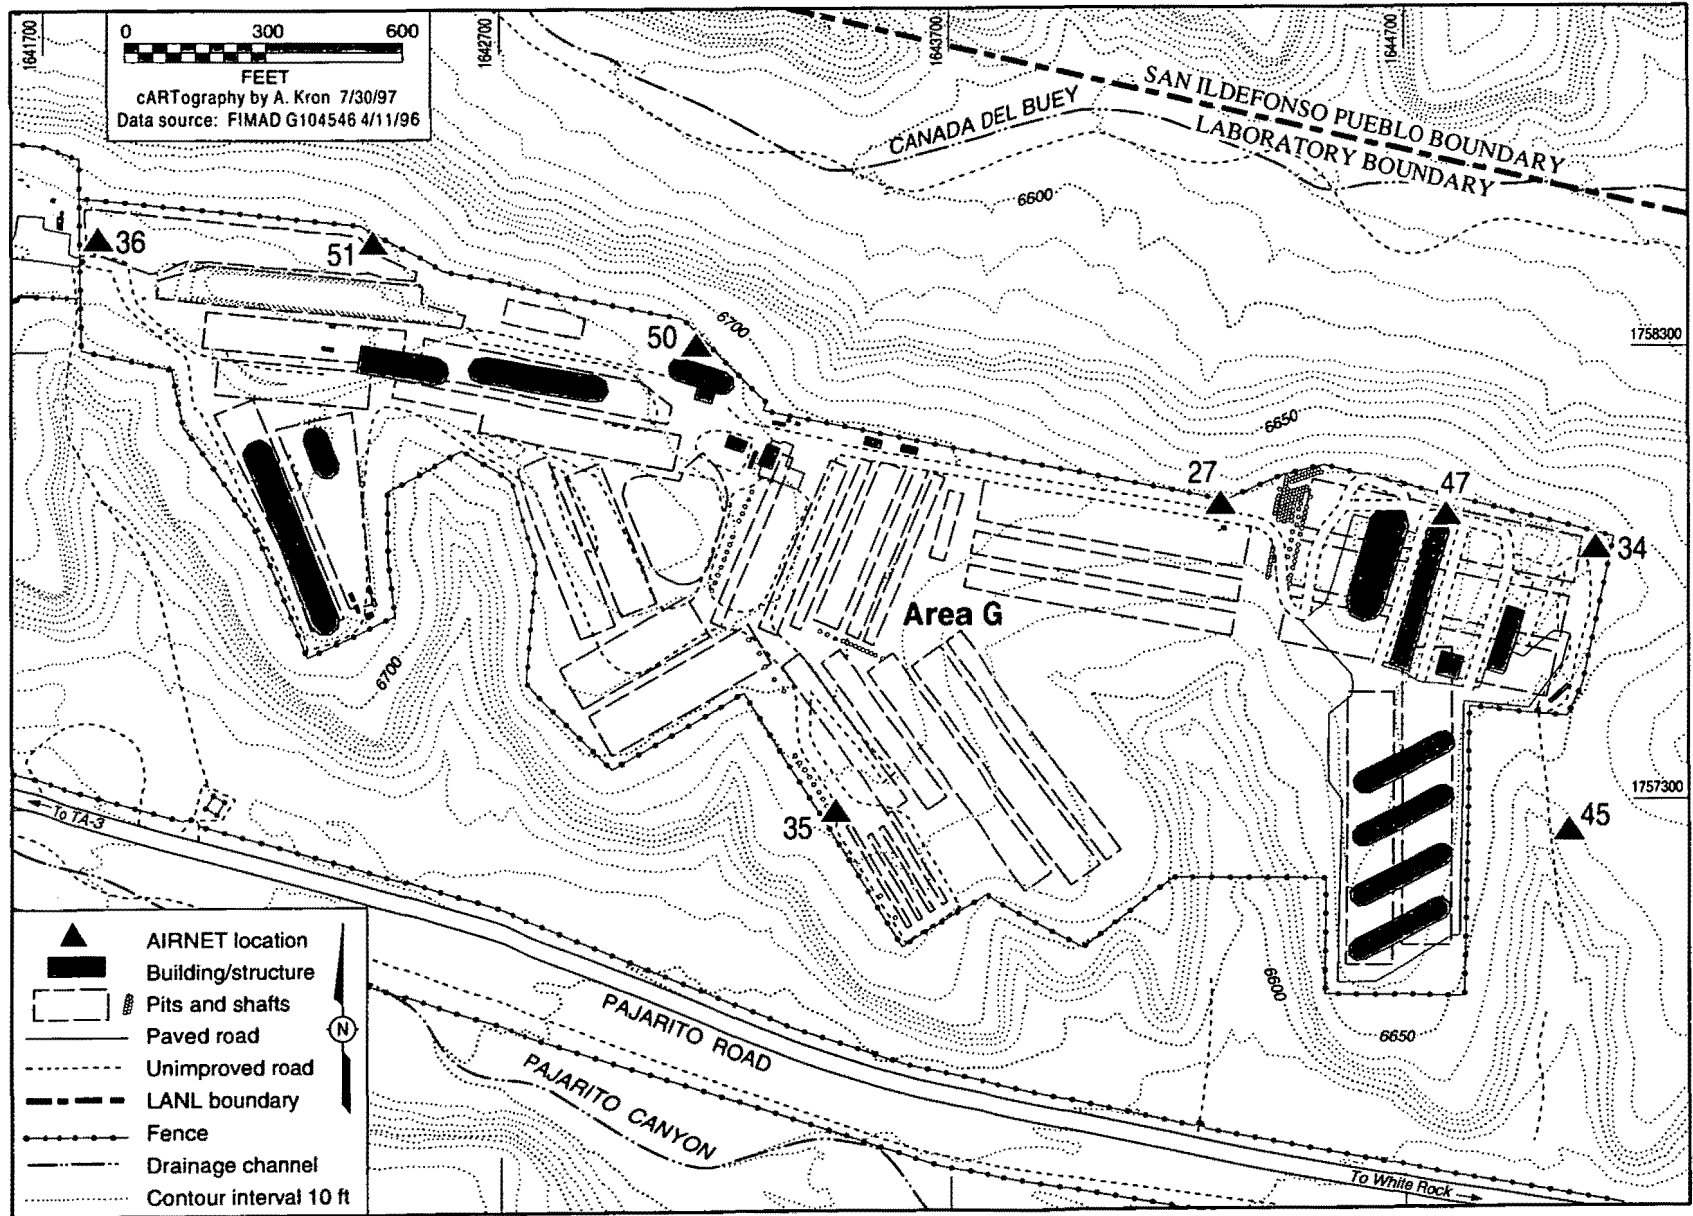 0 300 600
FEET
cARTography by A. Kron 7/30/97
Data source: FIMAD G104546 4/11/96
1641700
1642700
1643700
1644700
SAN ILDEFONSO PUEBLO BOUNDARY
LABORATORY BOUNDARY
CANADA DEL BUEY
6600
36
51
50
6700
1758300
6650
27
47
34
Area G
6700
1757300
45
35
To TA-3
6600
6650
PAJARITO ROAD
PAJARITO CANYON
To White Rock
AIRNET location
Building/structure
Pits and shafts
Paved road
N
Unimproved road
LANL boundary
Fence
Drainage channel
Contour interval 10 ft